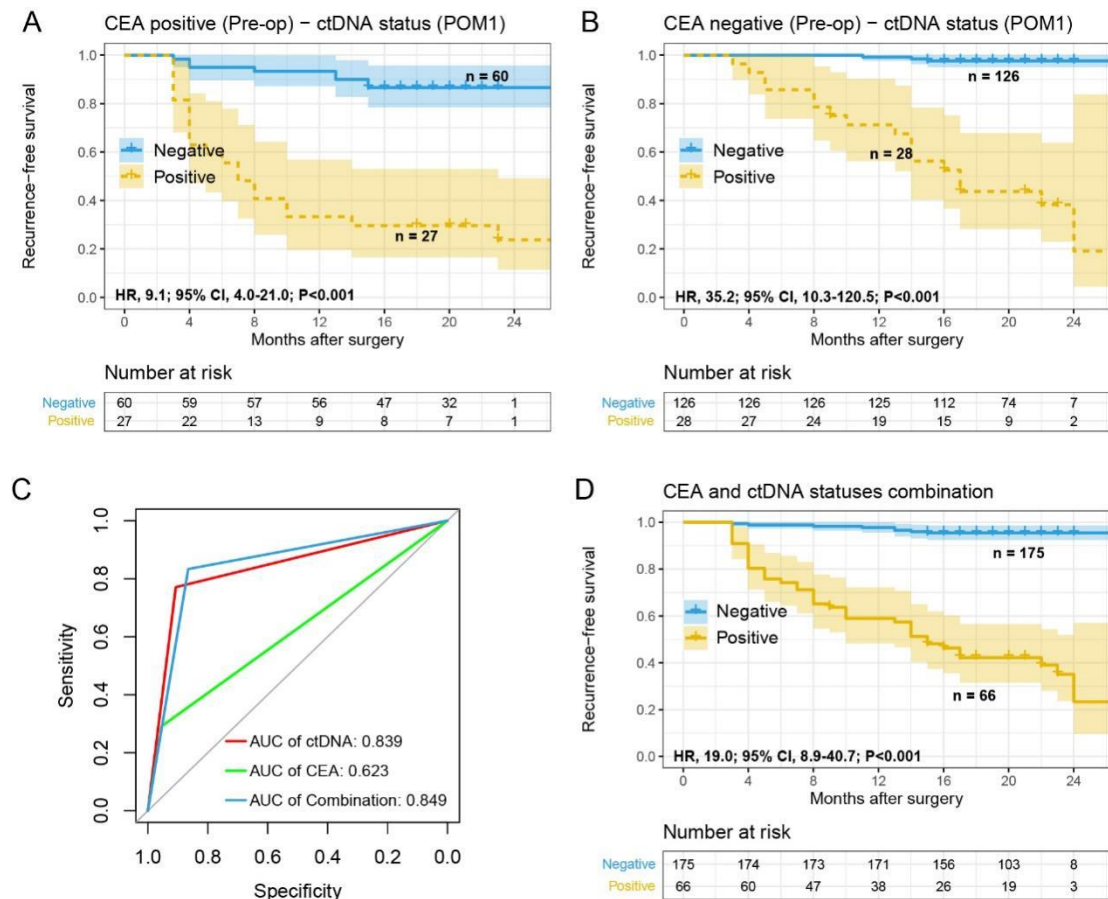 A
CEA positive (Pre-op) − ctDNA status (POM1)
Recurrence−free survival
1.0
0.8
0.6
0.4
0.2
0.0
n = 60
Negative
Positive
n = 27
HR, 9.1; 95% CI, 4.0-21.0; P<0.001
0 4 8 12 16 20 24
Months after surgery
Number at risk
Negative 60 59 57 56 47 32 1
Positive 27 22 13 9 8 7 1
B
CEA negative (Pre-op) − ctDNA status (POM1)
Recurrence−free survival
1.0
0.8
0.6
0.4
0.2
0.0
n = 126
Negative
Positive
n = 28
HR, 35.2; 95% CI, 10.3-120.5; P<0.001
0 4 8 12 16 20 24
Months after surgery
Number at risk
Negative 126 126 126 125 112 74 7
Positive 28 27 24 19 15 9 2
C
Sensitivity
1.0
0.8
0.6
0.4
0.2
0.0
AUC of ctDNA: 0.839
AUC of CEA: 0.623
AUC of Combination: 0.849
1.0 0.8 0.6 0.4 0.2 0.0
Specificity
D
CEA and ctDNA statuses combination
Recurrence−free survival
1.0
0.8
0.6
0.4
0.2
0.0
n = 175
Negative
Positive
n = 66
HR, 19.0; 95% CI, 8.9-40.7; P<0.001
0 4 8 12 16 20 24
Months after surgery
Number at risk
Negative 175 174 173 171 156 103 8
Positive 66 60 47 38 26 19 3